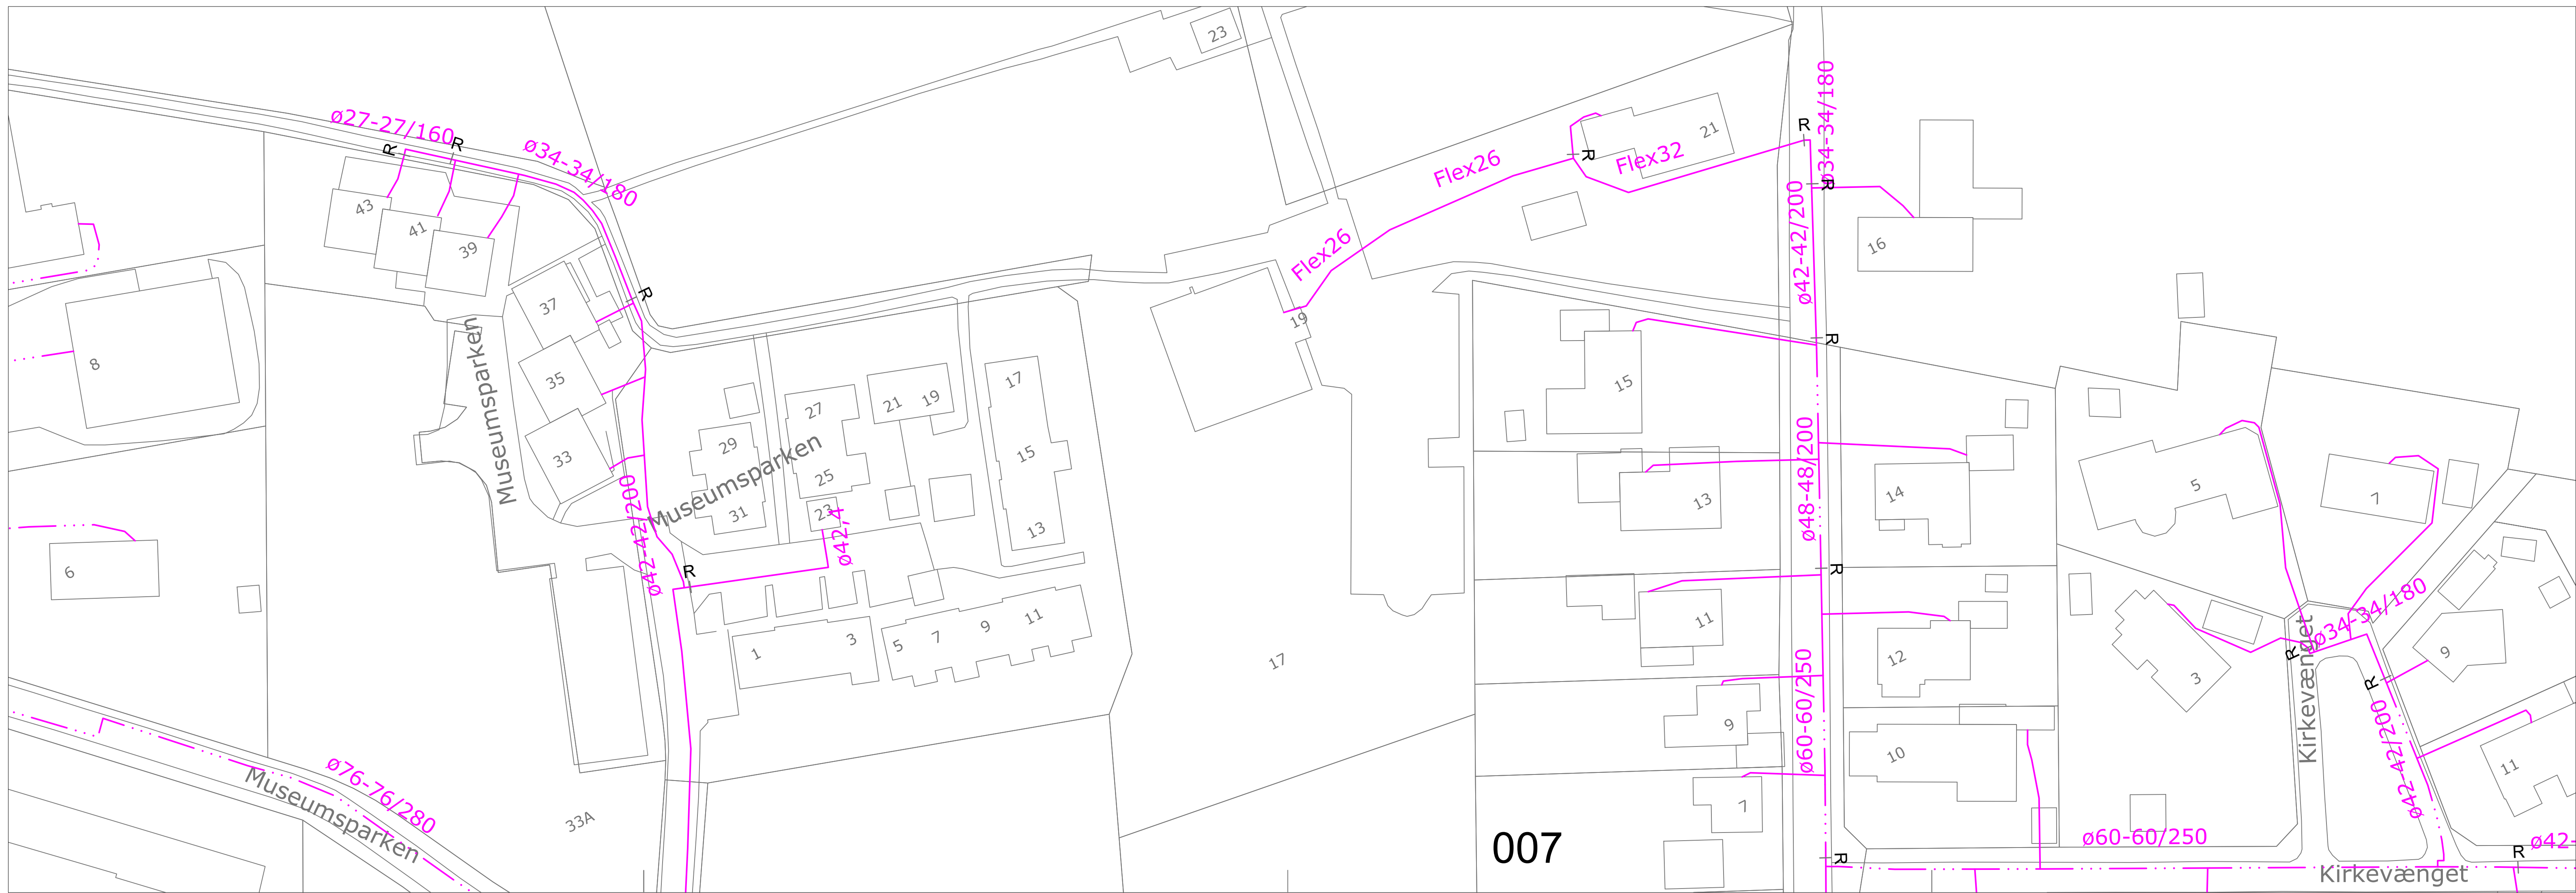 23
ø27-27/160
R
R
ø34-34/180
43
41
39
37
R
35
33
8
6
Museumsparken
ø42-42/200
Museumsparken
29
31
27
25
23
ø42/4
21
19
17
15
13
R
1
3
5
7
9
11
ø76-76/280
Museumsparken
33A
17
19
Flex26
Flex26
Flex32
21
R
R
ø34-34/180
R
ø42-42/200
16
R
15
13
ø48-48/200
14
R
11
12
9
ø60-60/250
10
7
007
R
5
7
3
R
ø34-34/180
Kirkevænget
9
R
ø42-42/200
11
ø60-60/250
Kirkevænget
R
ø42-